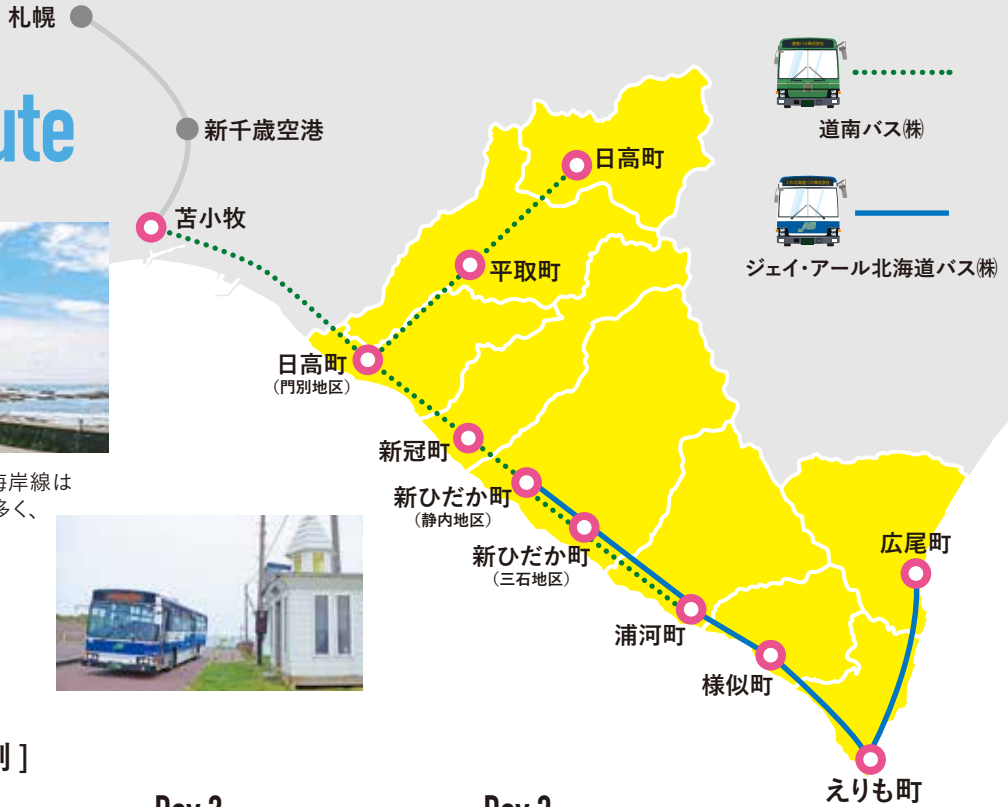 札幌
ute
新千歳空港
苫小牧
日高町
平取町
日高町
(門別地区)
新冠町
新ひだか町
(静内地区)
新ひだか町
(三石地区)
浦河町
様似町
えりも町
広尾町
道南バス㈱
ジェイ・アール北海道バス㈱
海岸線は
多く、
]
Day 2